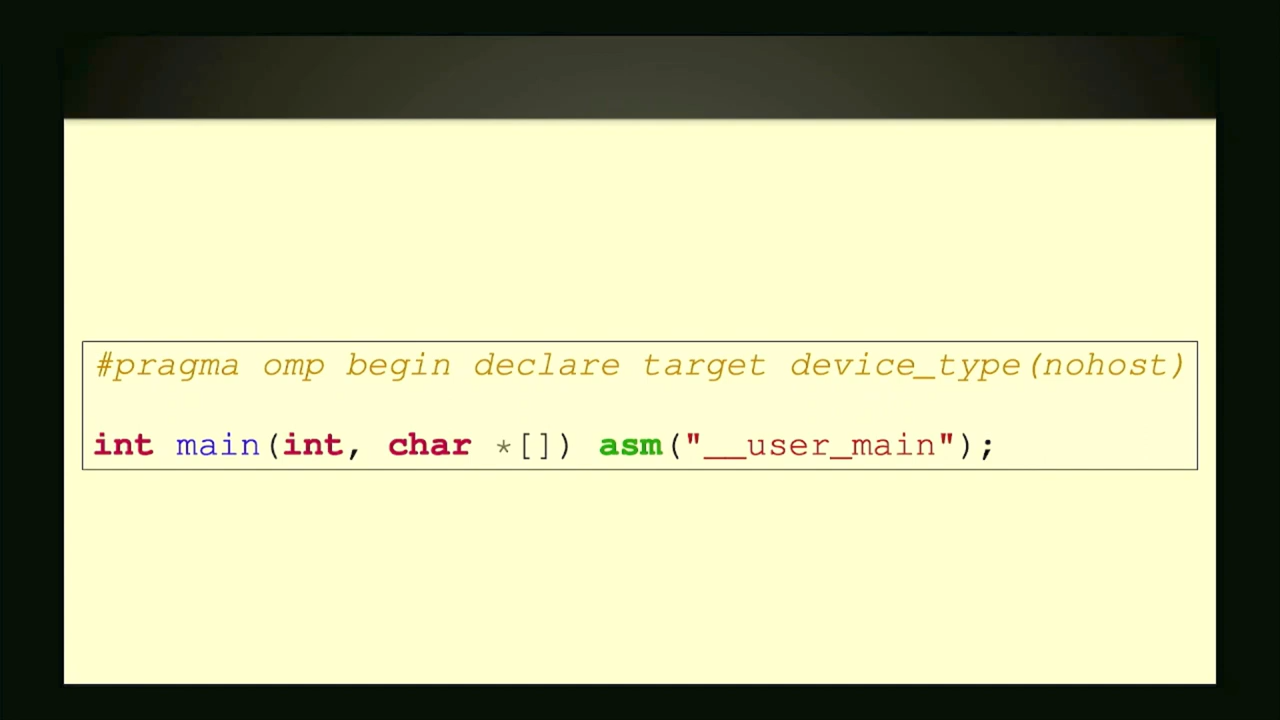 #pragma omp begin declare target device_type(nohost)
int main(int, char *[]) asm("__user_main");